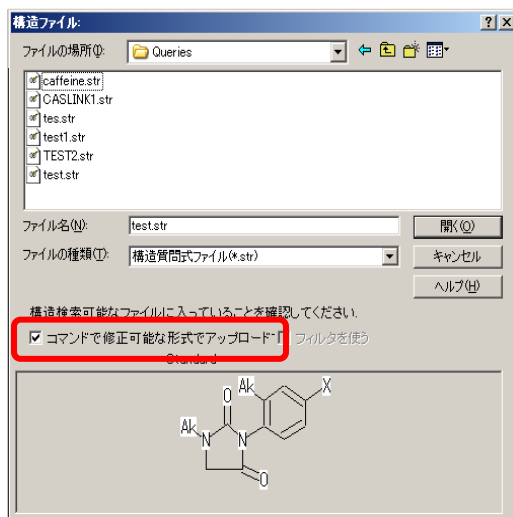 構造ファイル:
ファイルの場所(I): Queries
caffeine.str
CASLINK1.str
tes.str
test1.str
TEST2.str
test.str
ファイル名(N): test.str 開く(O)
ファイルの種類(T): 構造質問式ファイル(*.str) キャンセル
ヘルプ(H)
構造検索可能なファイルに入っていることを確認してください.
コマンドで修正可能な形式でアップロード フィルタを使う
Standard
O Ak X
Ak N N
O